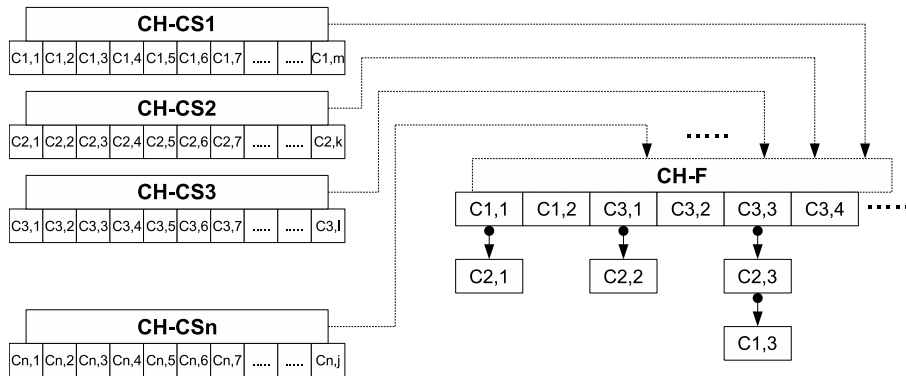 CH-CS1
C1,1 C1,2 C1,3 C1,4 C1,5 C1,6 C1,7 ..... ..... C1,m
CH-CS2
C2,1 C2,2 C2,3 C2,4 C2,5 C2,6 C2,7 ..... ..... C2,k
CH-CS3
C3,1 C3,2 C3,3 C3,4 C3,5 C3,6 C3,7 ..... ..... C3,l
CH-CSn
Cn,1 Cn,2 Cn,3 Cn,4 Cn,5 Cn,6 Cn,7 ..... ..... Cn,j
.....
CH-F
C1,1 C1,2 C3,1 C3,2 C3,3 C3,4 .....
C2,1 C2,2 C2,3
C1,3